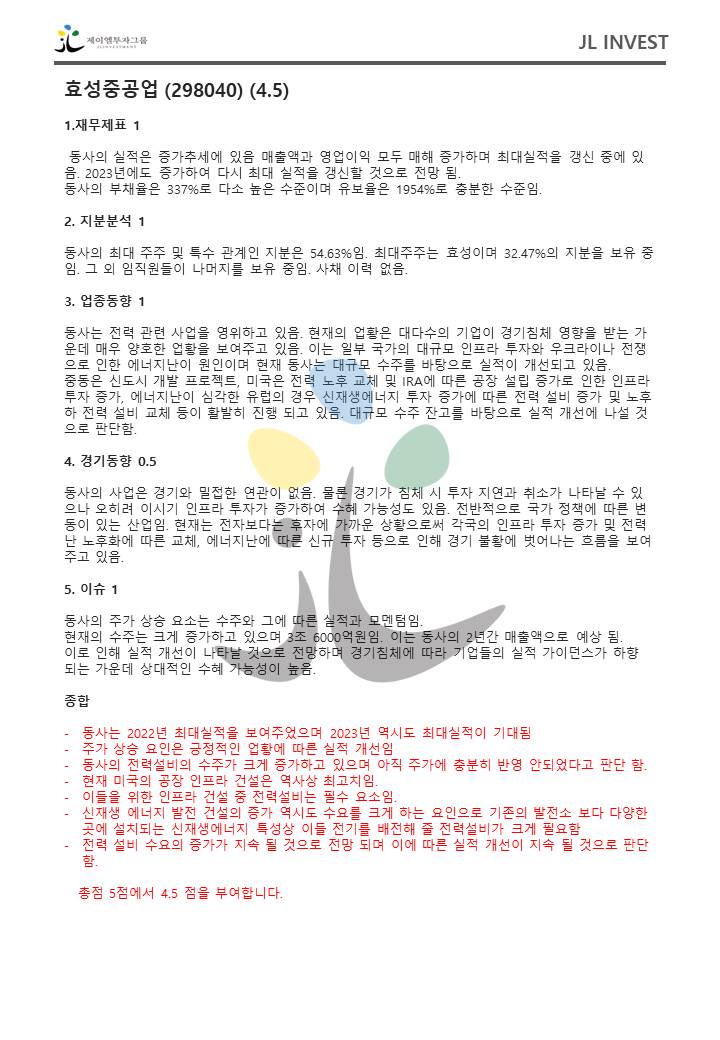 제이엘투자그룹
JL INVESTMENT
JL INVEST
효성중공업 (298040) (4.5)
1.재무제표 1
동사의 실적은 증가추세에 있음 매출액과 영업이익 모두 매해 증가하며 최대실적을 갱신 중에 있
음. 2023년에도 증가하여 다시 최대 실적을 갱신할 것으로 전망 됨.
동사의 부채율은 337%로 다소 높은 수준이며 유보율은 1954%로 충분한 수준임.
2. 지분분석 1
동사의 최대 주주 및 특수 관계인 지분은 54.63%임. 최대주주는 효성이며 32.47%의 지분을 보유 중
임. 그 외 임직원들이 나머지를 보유 중임. 사채 이력 없음.
3. 업종동향 1
동사는 전력 관련 사업을 영위하고 있음. 현재의 업황은 대다수의 기업이 경기침체 영향을 받는 가
운데 매우 양호한 업황을 보여주고 있음. 이는 일부 국가의 대규모 인프라 투자와 우크라이나 전쟁
으로 인한 에너지난이 원인이며 현재 동사는 대규모 수주를 바탕으로 실적이 개선되고 있음.
중동은 신도시 개발 프로젝트, 미국은 전력 노후 교체 및 IRA에 따른 공장 설립 증가로 인한 인프라
투자 증가, 에너지난이 심각한 유럽의 경우 신재생에너지 투자 증가에 따른 전력 설비 증가 및 노후
하 전력 설비 교체 등이 활발히 진행 되고 있음. 대규모 수주 잔고를 바탕으로 실적 개선에 나설 것
으로 판단함.
4. 경기동향 0.5
동사의 사업은 경기와 밀접한 연관이 없음. 물론 경기가 침체 시 투자 지연과 취소가 나타날 수 있
으나 오히려 이시기 인프라 투자가 증가하여 수혜 가능성도 있음. 전반적으로 국가 정책에 따른 변
동이 있는 산업임. 현재는 전자보다는 후자에 가까운 상황으로써 각국의 인프라 투자 증가 및 전력
난 노후화에 따른 교체, 에너지난에 따른 신규 투자 등으로 인해 경기 불황에 벗어나는 흐름을 보여
주고 있음.
5. 이슈 1
동사의 주가 상승 요소는 수주와 그에 따른 실적과 모멘텀임.
현재의 수주는 크게 증가하고 있으며 3조 6000억원임. 이는 동사의 2년간 매출액으로 예상 됨.
이로 인해 실적 개선이 나타날 것으로 전망하며 경기침체에 따라 기업들의 실적 가이던스가 하향
되는 가운데 상대적인 수혜 가능성이 높음.
종합
- 동사는 2022년 최대실적을 보여주었으며 2023년 역시도 최대실적이 기대됨
- 주가 상승 요인은 긍정적인 업황에 따른 실적 개선임
- 동사의 전력설비의 수주가 크게 증가하고 있으며 아직 주가에 충분히 반영 안되었다고 판단 함.
- 현재 미국의 공장 인프라 건설은 역사상 최고치임.
- 이들을 위한 인프라 건설 중 전력설비는 필수 요소임.
- 신재생 에너지 발전 건설의 증가 역시도 수요를 크게 하는 요인으로 기존의 발전소 보다 다양한
곳에 설치되는 신재생에너지 특성상 이들 전기를 배전해 줄 전력설비가 크게 필요함
- 전력 설비 수요의 증가가 지속 될 것으로 전망 되며 이에 따른 실적 개선이 지속 될 것으로 판단
함.
총점 5점에서 4.5 점을 부여합니다.